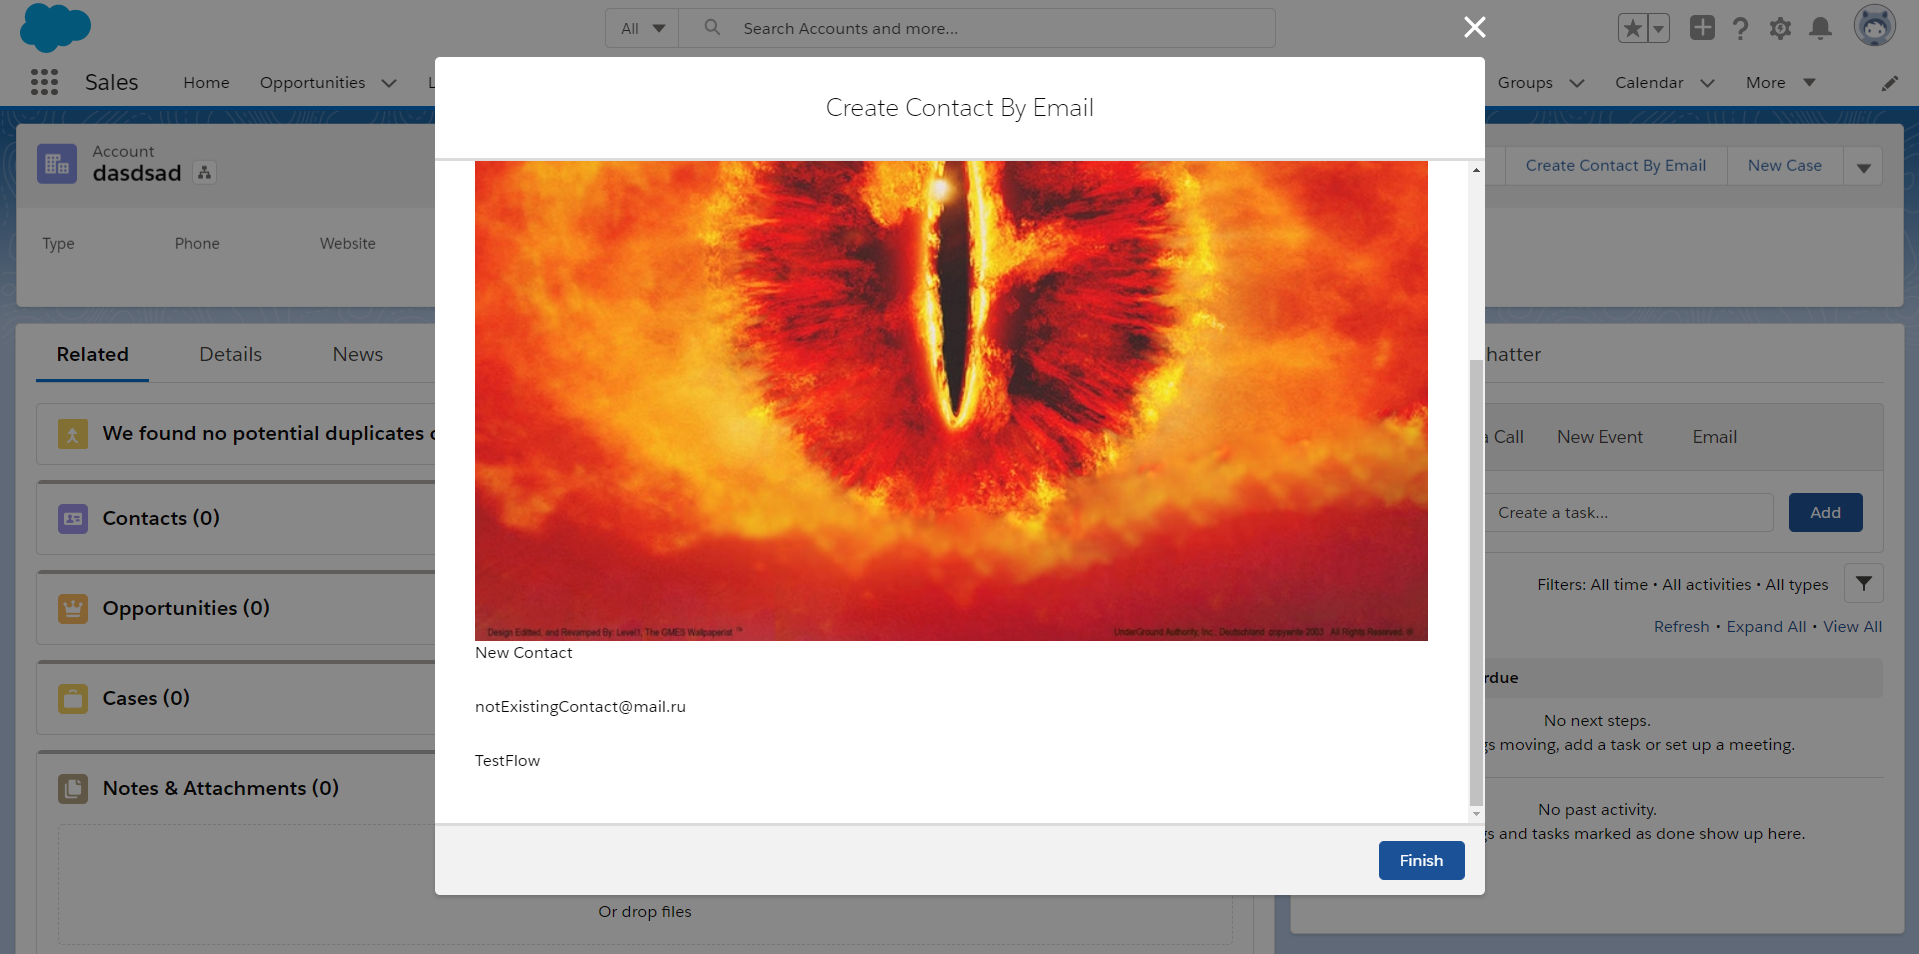 All
Search Accounts and more...
Sales
Home
Opportunities
Groups
Calendar
More
Create Contact By Email
Account
dasdsad
Create Contact By Email
New Case
Type
Phone
Website
Related
Details
News
hatter
We found no potential duplicates
a Call
New Event
Email
Contacts (0)
Create a task...
Add
Opportunities (0)
Filters: All time • All activities • All types
Refresh • Expand All • View All
Design Editted, and Revamped By: Level1, The GMES Wallpaperist ™
UnderGround Authority, Inc., Deutschland copywrite 2003 All Rights Reserved. ®
New Contact
notExistingContact@mail.ru
TestFlow
Cases (0)
rdue
No next steps.
gs moving, add a task or set up a meeting.
Notes & Attachments (0)
No past activity.
gs and tasks marked as done show up here.
Finish
Or drop files